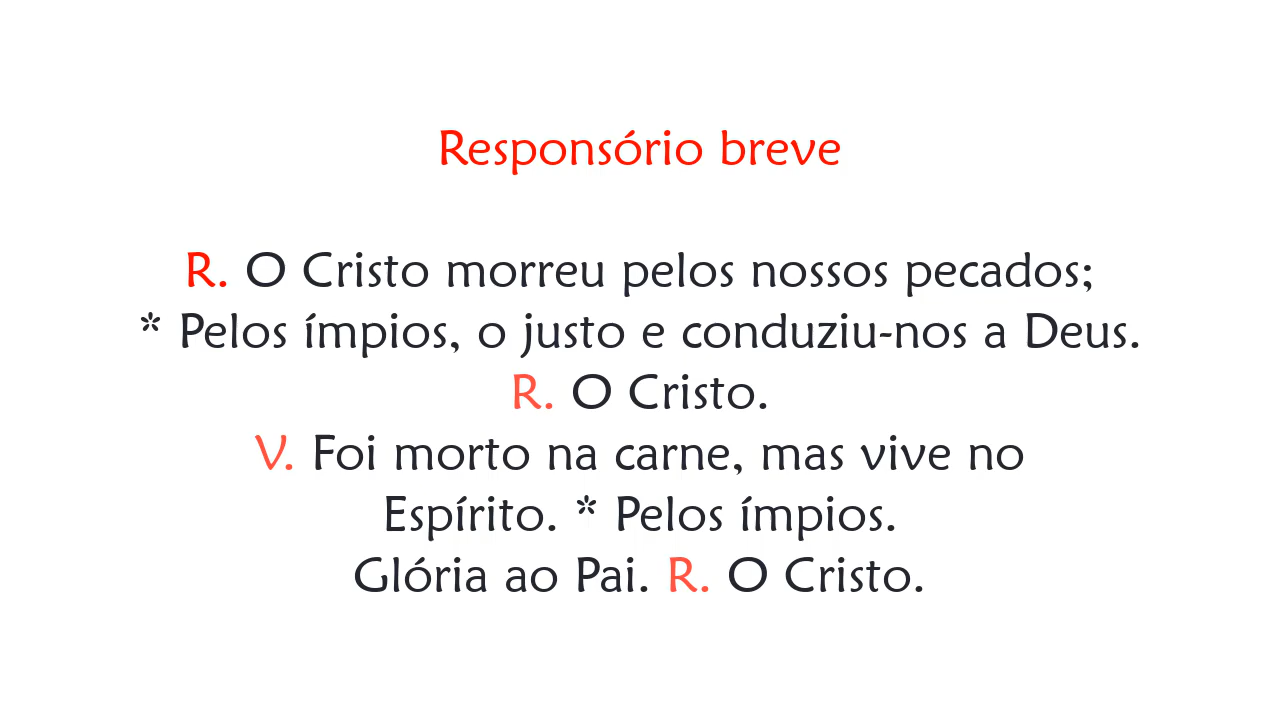 Responsório breve
R. O Cristo morreu pelos nossos pecados;
* Pelos ímpios, o justo e conduziu-nos a Deus.
R. O Cristo.
V. Foi morto na carne, mas vive no
Espírito. * Pelos ímpios.
Glória ao Pai. R. O Cristo.